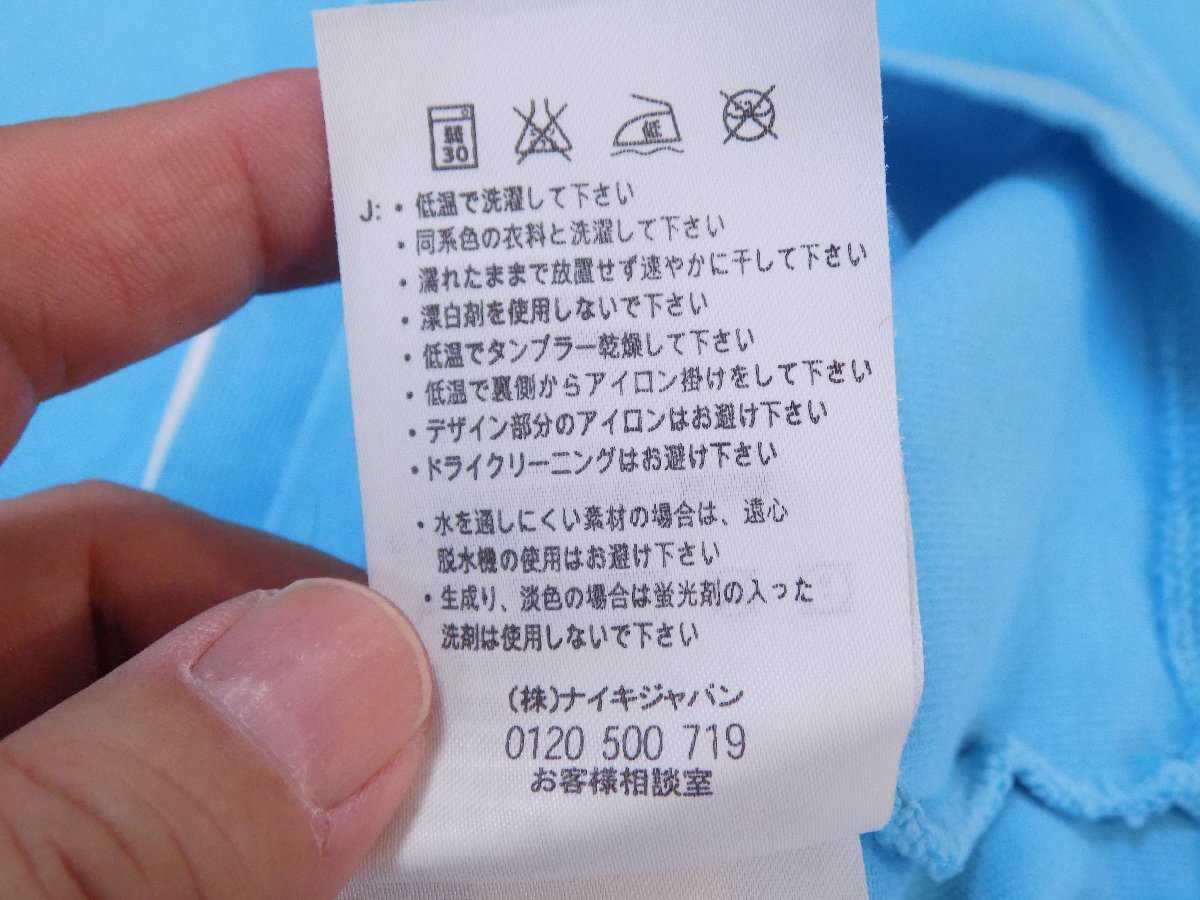 弱
30
低
J: ・低温で洗濯して下さい
・同系色の衣料と洗濯して下さい
・濡れたままで放置せず速やかに干して下さい
・漂白剤を使用しないで下さい
・低温でタンブラー乾燥して下さい
・低温で裏側からアイロン掛けをして下さい
・デザイン部分のアイロンはお避け下さい
・ドライクリーニングはお避け下さい
・水を通しにくい素材の場合は、遠心
脱水機の使用はお避け下さい
・生成り、淡色の場合は蛍光剤の入った
洗剤は使用しないで下さい
(株)ナイキジャパン
0120 500 719
お客様相談室